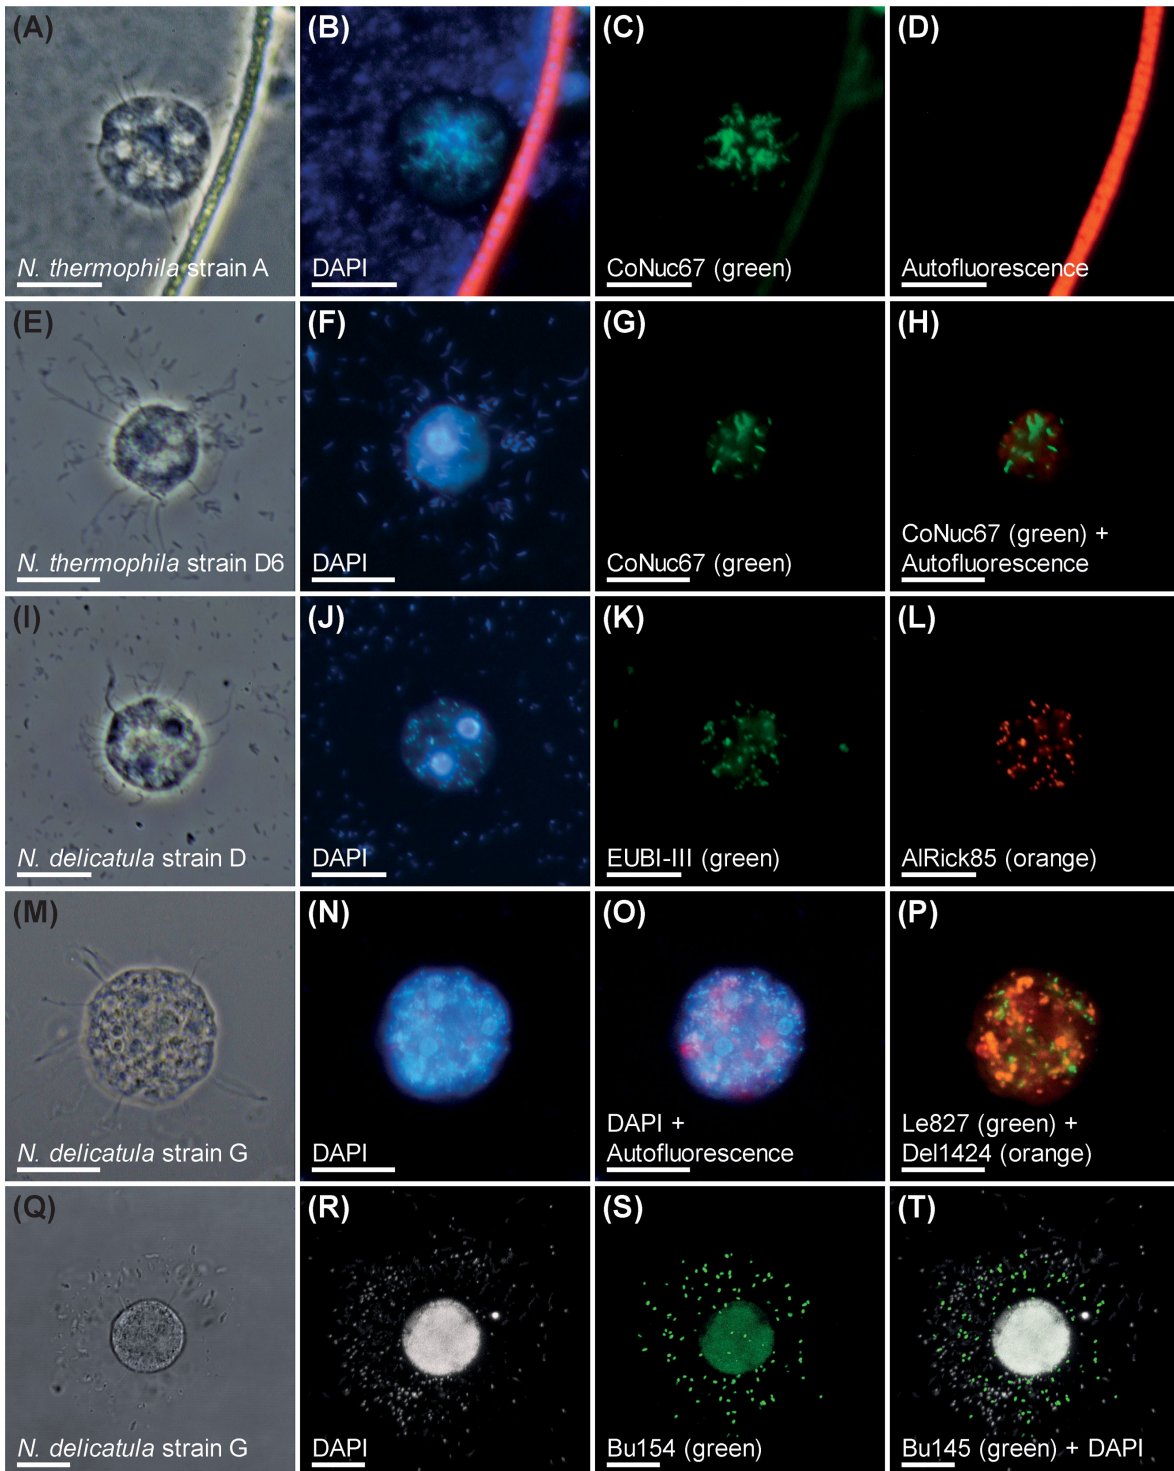 (A)
N. thermophila strain A
(B)
DAPI
(C)
CoNuc67 (green)
(D)
Autofluorescence
(E)
N. thermophila strain D6
(F)
DAPI
(G)
CoNuc67 (green)
(H)
CoNuc67 (green) +
Autofluorescence
(I)
N. delicatula strain D
(J)
DAPI
(K)
EUBI-III (green)
(L)
AlRick85 (orange)
(M)
N. delicatula strain G
(N)
DAPI
(O)
DAPI +
Autofluorescence
(P)
Le827 (green) +
Del1424 (orange)
(Q)
N. delicatula strain G
(R)
DAPI
(S)
Bu154 (green)
(T)
Bu145 (green) + DAPI